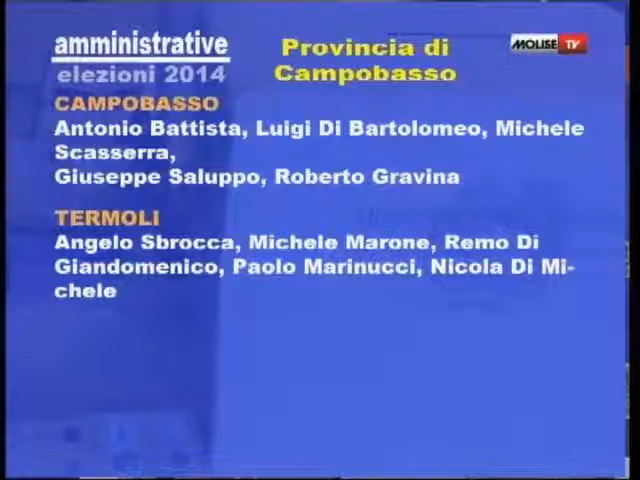 amministrative
elezioni 2014
Provincia di
Campobasso
MOLISE TV
CAMPOBASSO
Antonio Battista, Luigi Di Bartolomeo, Michele
Scasserra,
Giuseppe Saluppo, Roberto Gravina
TERMOLI
Angelo Sbrocca, Michele Marone, Remo Di
Giandomenico, Paolo Marinucci, Nicola Di Mi-
chele